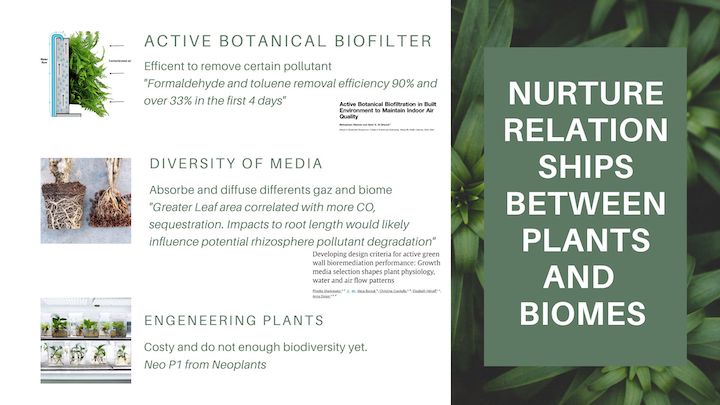 ACTIVE BOTANICAL BIOFILTER
Efficent to remove certain pollutant
"Formaldehyde and toluene removal efficiency 90% and
over 33% in the first 4 days"
Active Botanical Biofiltration in Built
Environment to Maintain Indoor Air
Quality
DIVERSITY OF MEDIA
Absorbe and diffuse differents gaz and biome
"Greater Leaf area correlated with more CO,
sequestration. Impacts to root length would likely
influence potential rhizosphere pollutant degradation"
Developing design criteria for active green
wall bioremediation performance: Growth
media selection shapes plant physiology,
water and air flow patterns
ENGENEERING PLANTS
Costy and do not enough biodiversity yet.
Neo P1 from Neoplants
NURTURE
RELATION
SHIPS
BETWEEN
PLANTS
AND
BIOMES